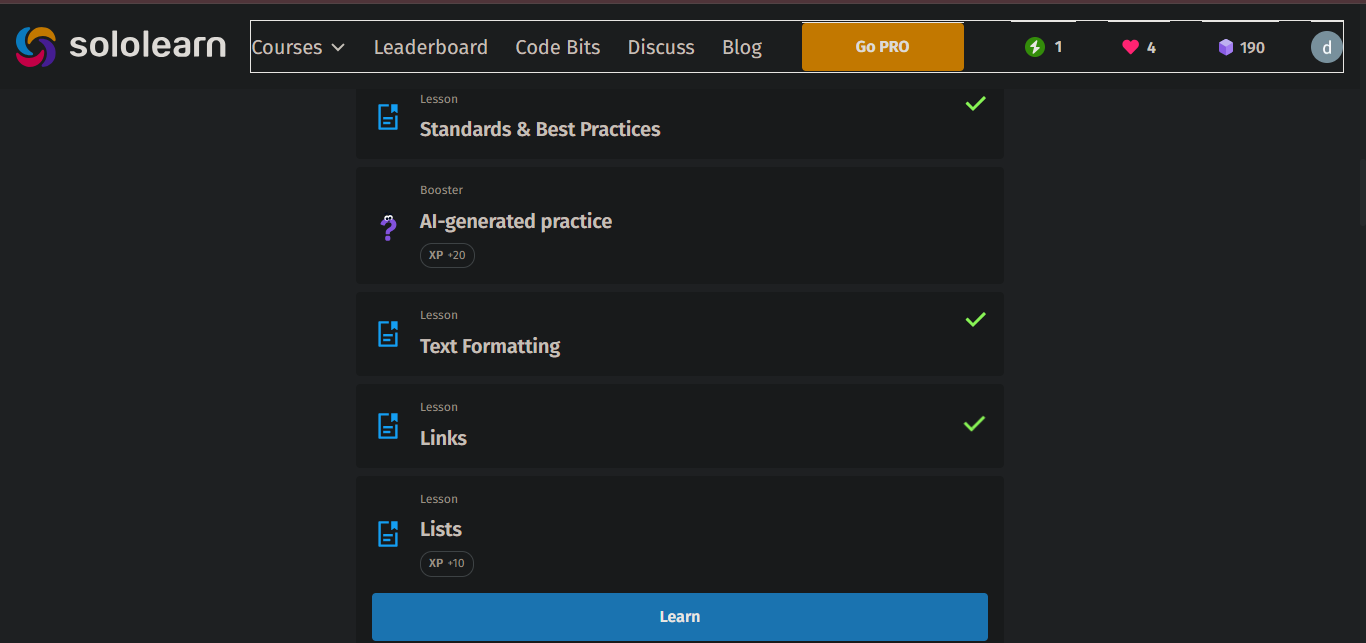 sololearn
Courses Leaderboard Code Bits Discuss Blog Go PRO 1 4 190 d
Lesson
Standards & Best Practices
Booster
AI-generated practice
XP +20
Lesson
Text Formatting
Lesson
Links
Lesson
Lists
XP +10
Learn